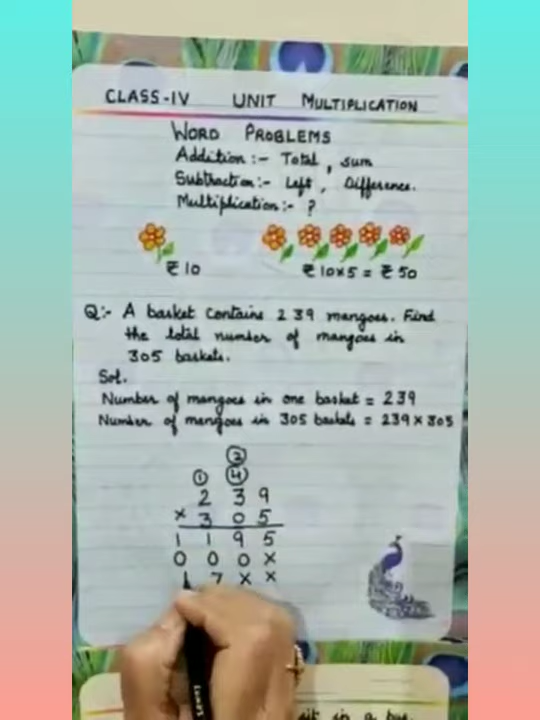 CLASS-IV UNIT MULTIPLICATION
WORD PROBLEMS
Addition :- Total, sum
Subtraction :- Left, Difference.
Multiplication :- ?
₹ 10
₹ 10x5 = ₹ 50
Q:- A basket contains 239 mangoes. Find
the total number of mangoes in
305 baskets.
Sol.
Number of mangoes in one basket = 239
Number of mangoes in 305 baskets = 239 × 305
2
1 4
2 3 9
× 3 0 5
1 1 9 5
0 0 0 ×
1 7 × ×
in a